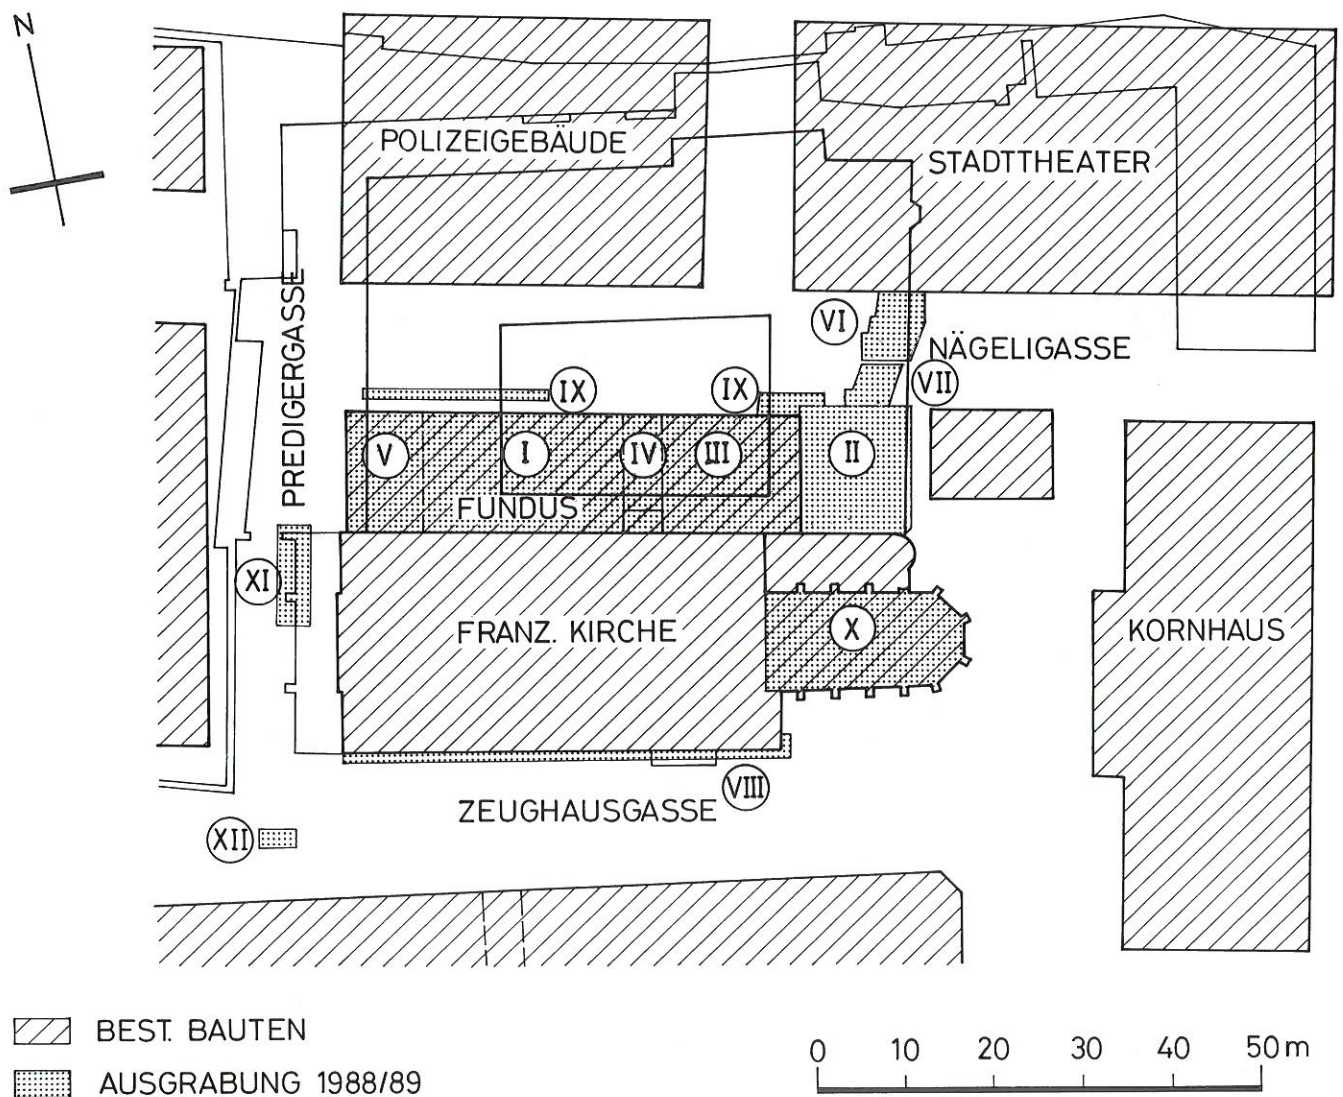 N
POLIZEIGEBÄUDE
STADTTHEATER
PREDIGERGASSE
VI
NÄGELIGASSE
VII
IX
IX
V
I
IV
III
II
FUNDUS
XI
FRANZ. KIRCHE
X
KORNHAUS
VIII
ZEUGHAUSGASSE
XII
BEST. BAUTEN
AUSGRABUNG 1988/89
0 10 20 30 40 50 m